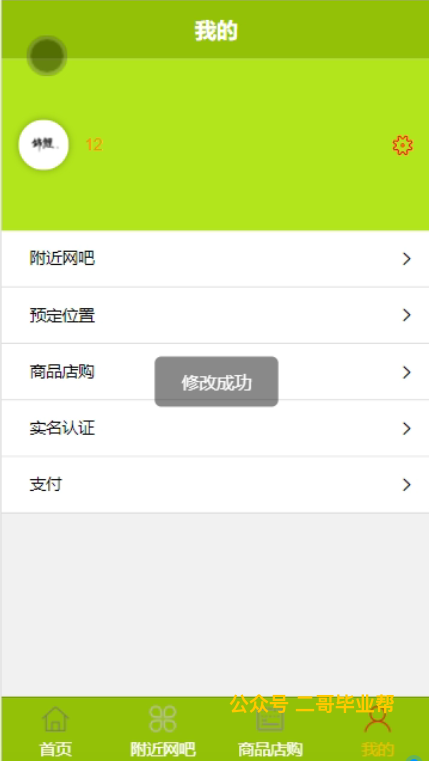 我的
12
附近网吧
预定位置
商品店购
修改成功
实名认证
支付
公众号 二哥毕业帮
首页
附近网吧
商品店购
我的